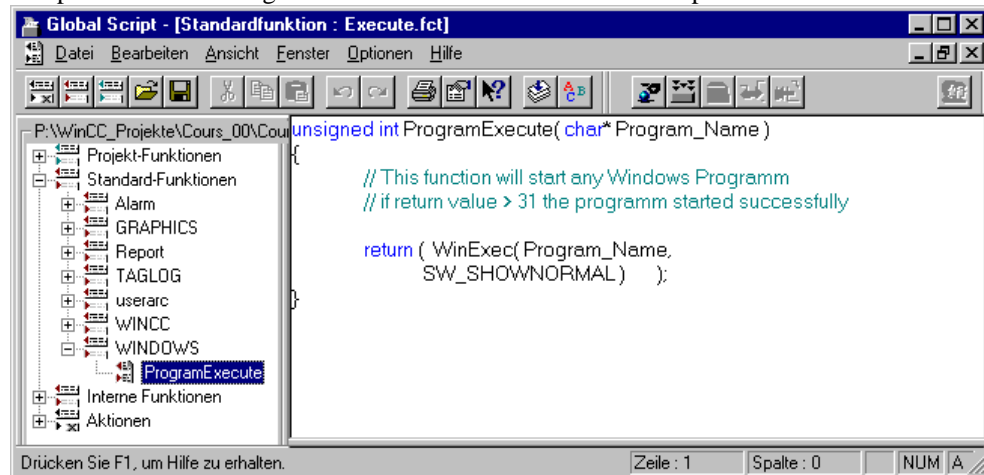 Global Script - [Standardfunktion : Execute.fct]
Datei Bearbeiten Ansicht Fenster Optionen Hilfe
P:\WinCC_Projekte\Cours_00\Cou
Projekt-Funktionen
Standard-Funktionen
Alarm
GRAPHICS
Report
TAGLOG
userarc
WINCC
WINDOWS
ProgramExecute
Interne Funktionen
Aktionen
unsigned int ProgramExecute( char* Program_Name )
{
// This function will start any Windows Programm
// if return value > 31 the programm started successfully
return ( WinExec( Program_Name,
SW_SHOWNORMAL ) );
}
Drücken Sie F1, um Hilfe zu erhalten. Zeile : 1 Spalte : 0 NUM A